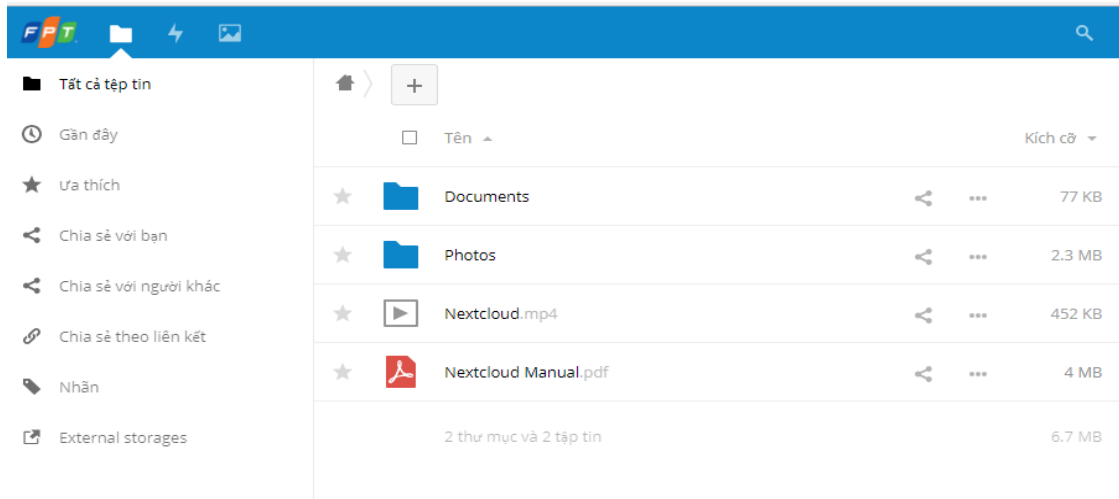 FPT
Tất cả tệp tin
Gần đây
Ưa thích
Chia sẻ với bạn
Chia sẻ với người khác
Chia sẻ theo liên kết
Nhãn
External storages
Tên Kích cỡ
Documents 77 KB
Photos 2.3 MB
Nextcloud.mp4 452 KB
Nextcloud Manual.pdf 4 MB
2 thư mục và 2 tập tin 6.7 MB